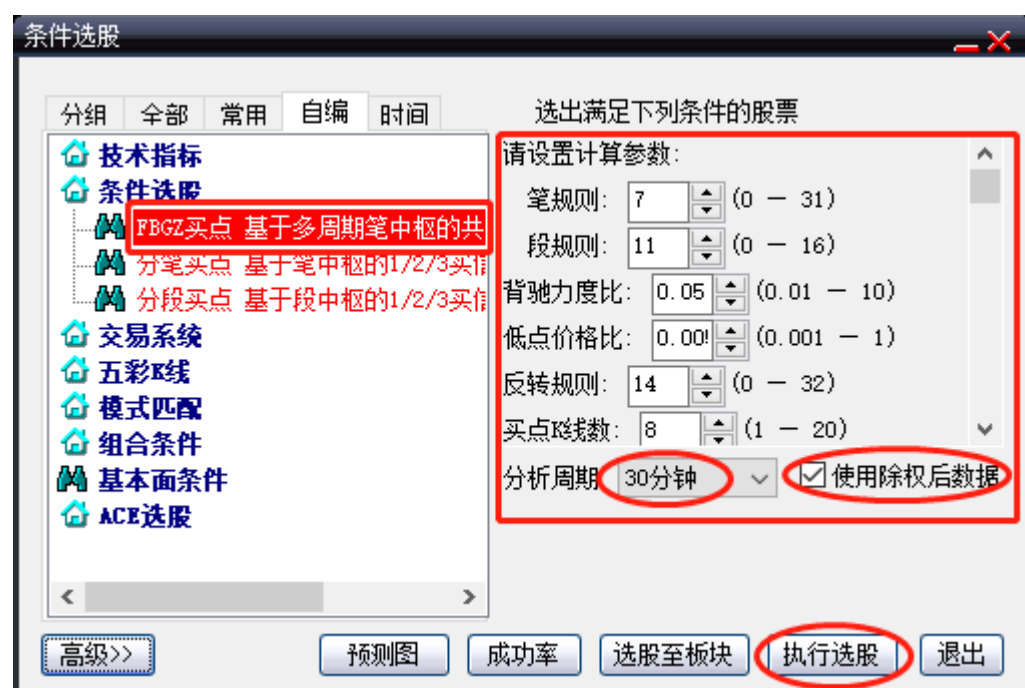 条件选股
分组 全部 常用 自编 时间
选出满足下列条件的股票
技术指标
条件选股
FBGZ买点 基于多周期笔中枢的共
分笔买点 基于笔中枢的1/2/3买信
分段买点 基于段中枢的1/2/3买信
交易系统
五彩K线
模式匹配
组合条件
基本面条件
ACE选股
请设置计算参数:
笔规则: 7 (0 — 31)
段规则: 11 (0 — 16)
背驰力度比: 0.05 (0.01 — 10)
低点价格比: 0.00 (0.001 — 1)
反转规则: 14 (0 — 32)
买点K线数: 8 (1 — 20)
分析周期 30分钟 使用除权后数据
高级>> 预测图 成功率 选股至板块 执行选股 退出